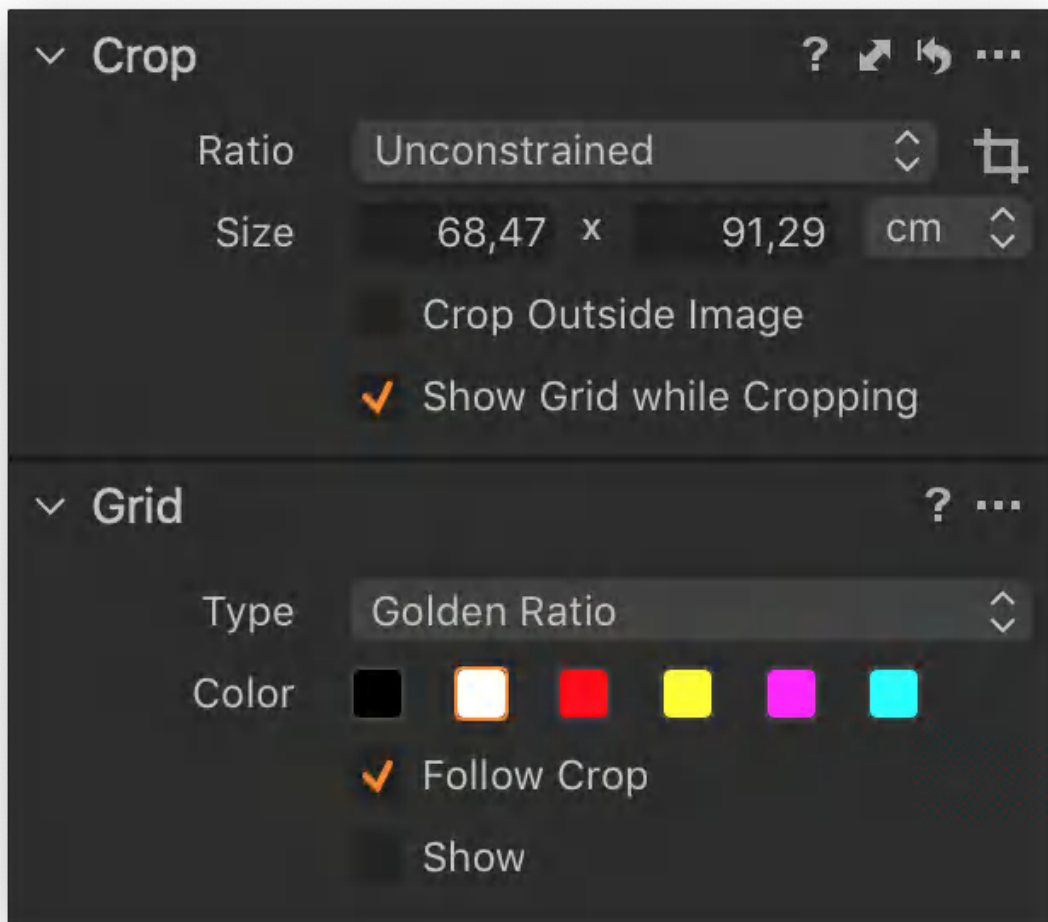 Crop ? ...
Ratio Unconstrained
Size 68,47 x 91,29 cm
Crop Outside Image
Show Grid while Cropping
Grid ? ...
Type Golden Ratio
Color
Follow Crop
Show